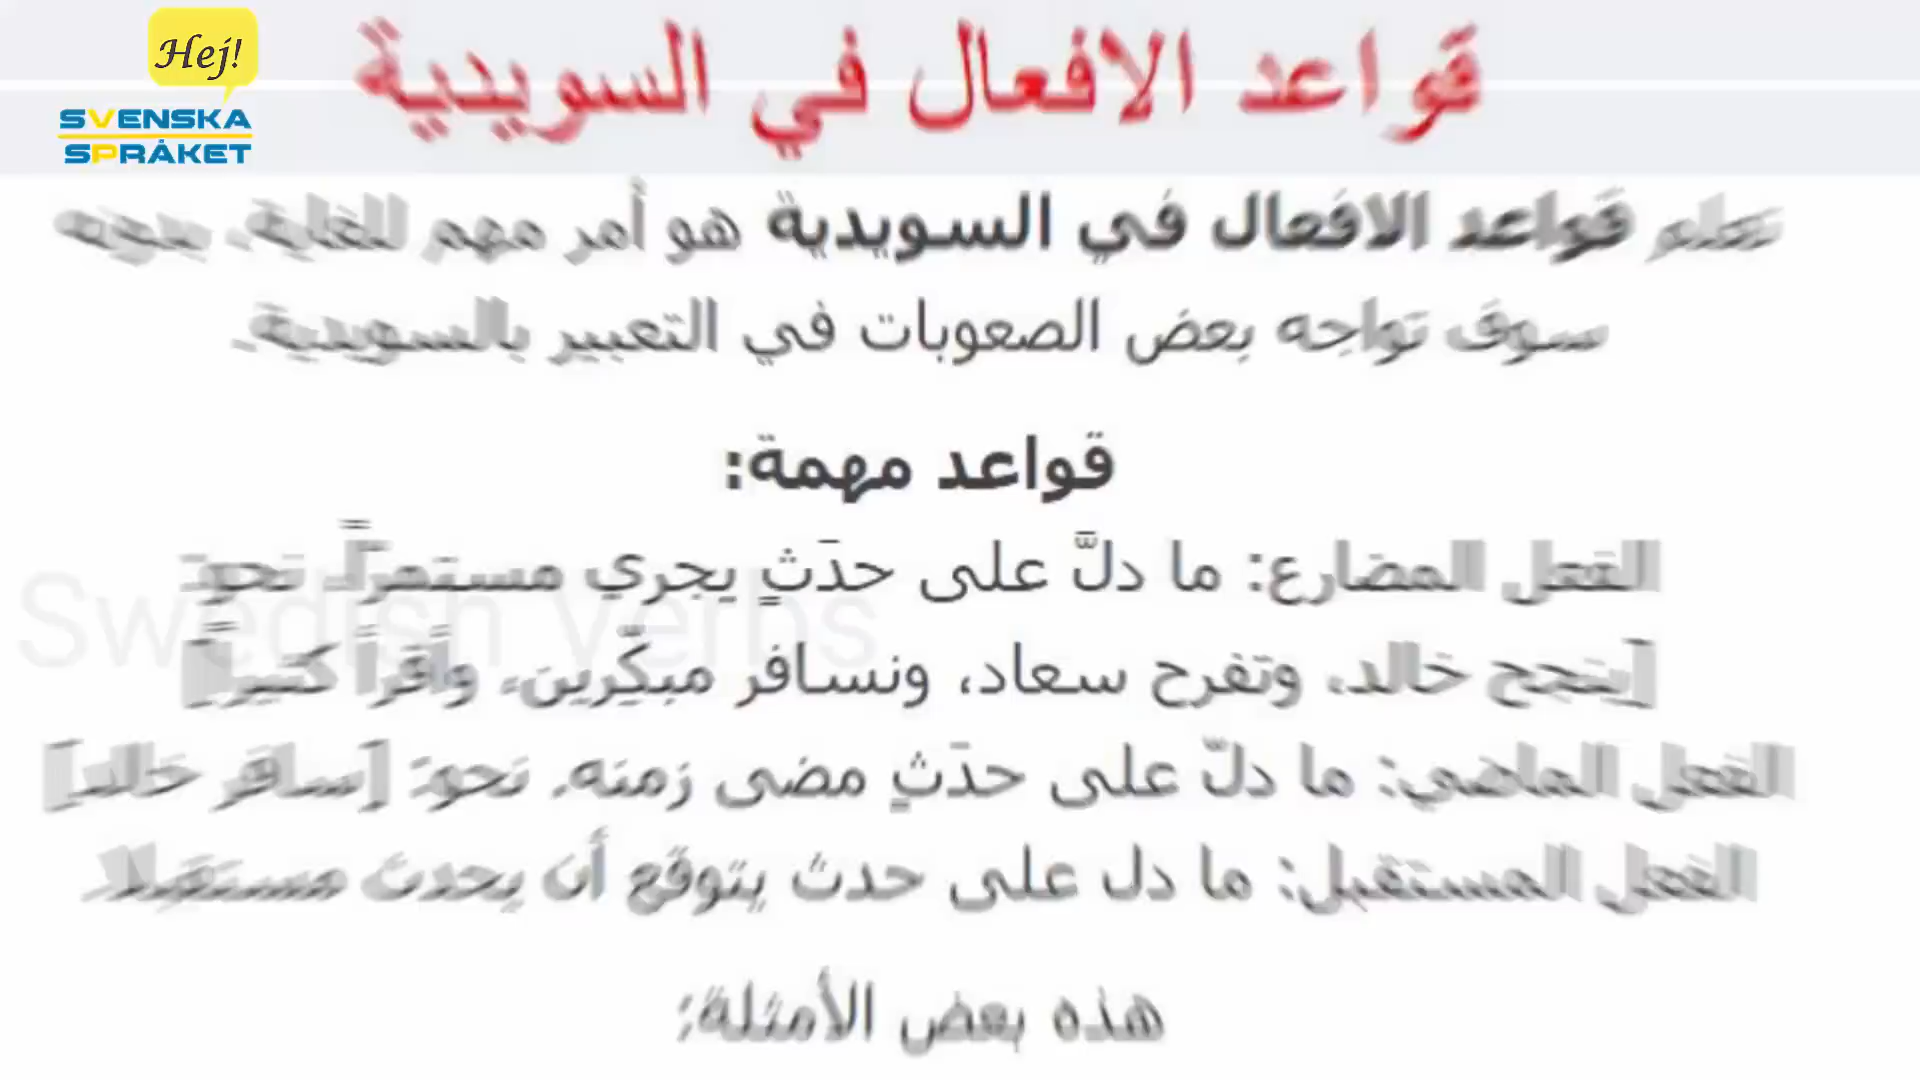 Hej!
SVENSKA
SPRÅKET
قواعد الافعال في السويدية
تعلم قواعد الافعال في السويدية هو أمر مهم للغاية، بدونه
سوف تواجه بعض الصعوبات في التعبير بالسويدية.
قواعد مهمة:
الفعل المضارع: ما دلَّ على حدَثٍ يجري مستمرّاً. نحوَ:
Swedish Verbs
[ينجح خالد، وتفرح سعاد، ونسافر مبكّرين، وأقرأ كثيراً]
الفعل الماضي: ما دلّ على حدَثٍ مضى زمنه. نحوَ: [سافر خالد]
الفعل المستقبل: ما دل على حدث يتوقع أن يحدث مستقبلا.
هذه بعض الأمثلة: